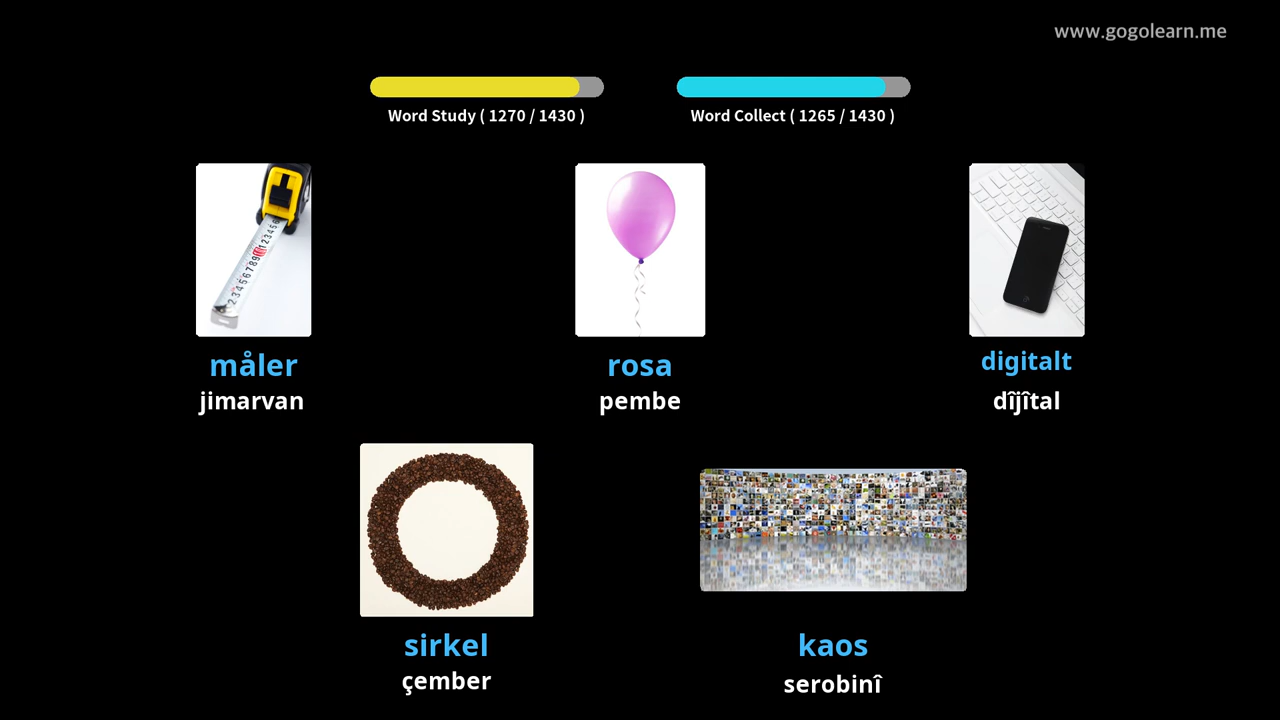 www.gogolearn.me
Word Study ( 1270 / 1430 )
Word Collect ( 1265 / 1430 )
måler
jimarvan
rosa
pembe
digitalt
dîjîtal
sirkel
çember
kaos
serobinî